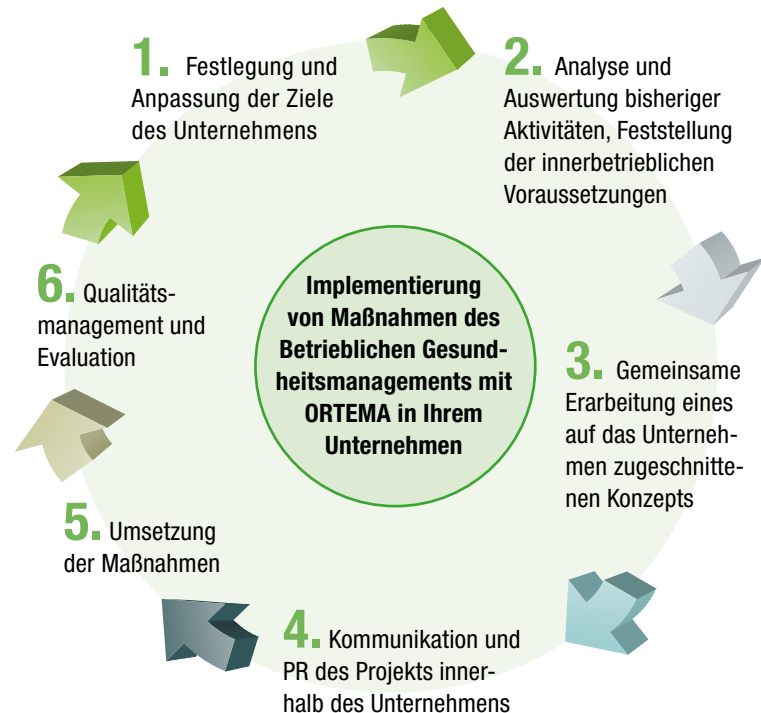 1. Festlegung und
Anpassung der Ziele
des Unternehmens
2. Analyse und
Auswertung bisheriger
Aktivitäten, Feststellung
der innerbetrieblichen
Voraussetzungen
3. Gemeinsame
Erarbeitung eines
auf das Unterneh-
men zugeschnitte-
nen Konzepts
4. Kommunikation und
PR des Projekts inner-
halb des Unternehmens
5. Umsetzung
der Maßnahmen
6. Qualitäts-
management und
Evaluation
Implementierung
von Maßnahmen des
Betrieblichen Gesund-
heitsmanagements mit
ORTEMA in Ihrem
Unternehmen